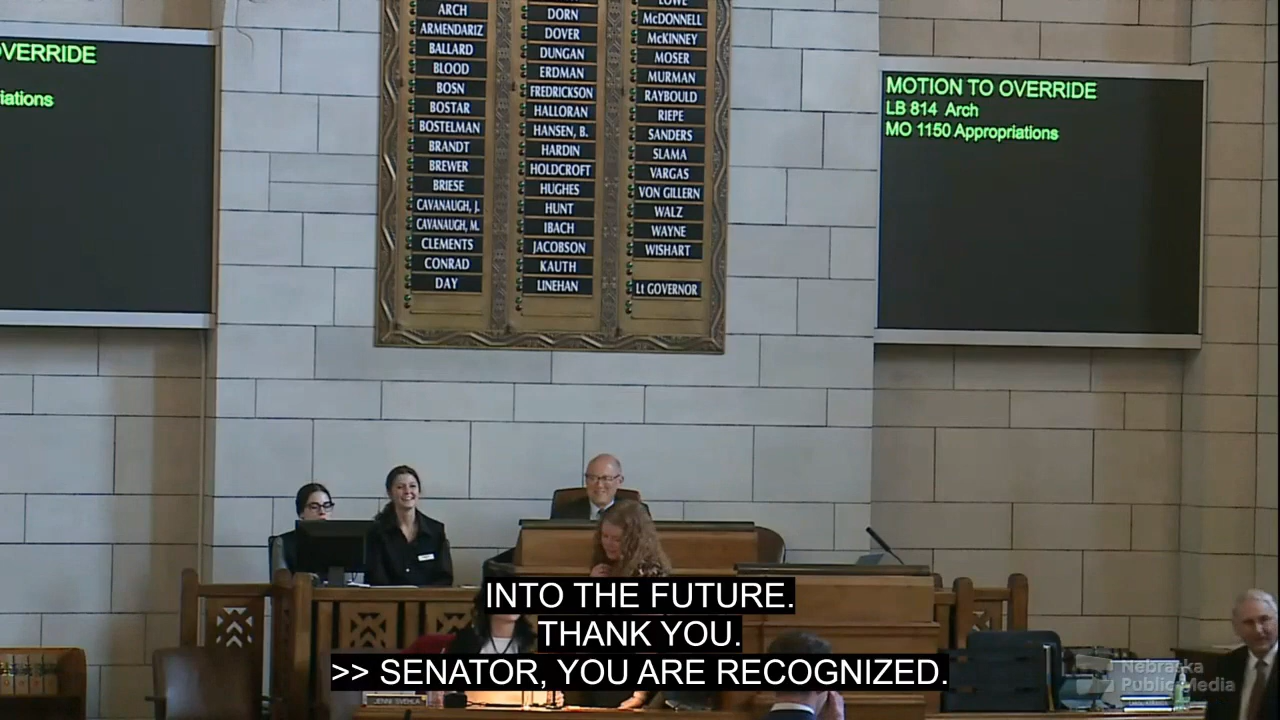 VERRIDE
iations
ARCH
ARMENDARIZ
BALLARD
BLOOD
BOSN
BOSTAR
BOSTELMAN
BRANDT
BREWER
BRIESE
CAVANAUGH, J.
CAVANAUGH, M.
CLEMENTS
CONRAD
DAY
DORN
DOVER
DUNGAN
ERDMAN
FREDRICKSON
HALLORAN
HANSEN, B.
HARDIN
HOLDCROFT
HUGHES
HUNT
IBACH
JACOBSON
KAUTH
LINEHAN
LOWE
McDONNELL
McKINNEY
MOSER
MURMAN
RAYBOULD
RIEPE
SANDERS
SLAMA
VARGAS
VON GILLERN
WALZ
WAYNE
WISHART
Lt GOVERNOR
MOTION TO OVERRIDE
LB 814 Arch
MO 1150 Appropriations
INTO THE FUTURE.
THANK YOU.
>> SENATOR, YOU ARE RECOGNIZED.
JENNI SVEHLA
Nebraska
Public Media